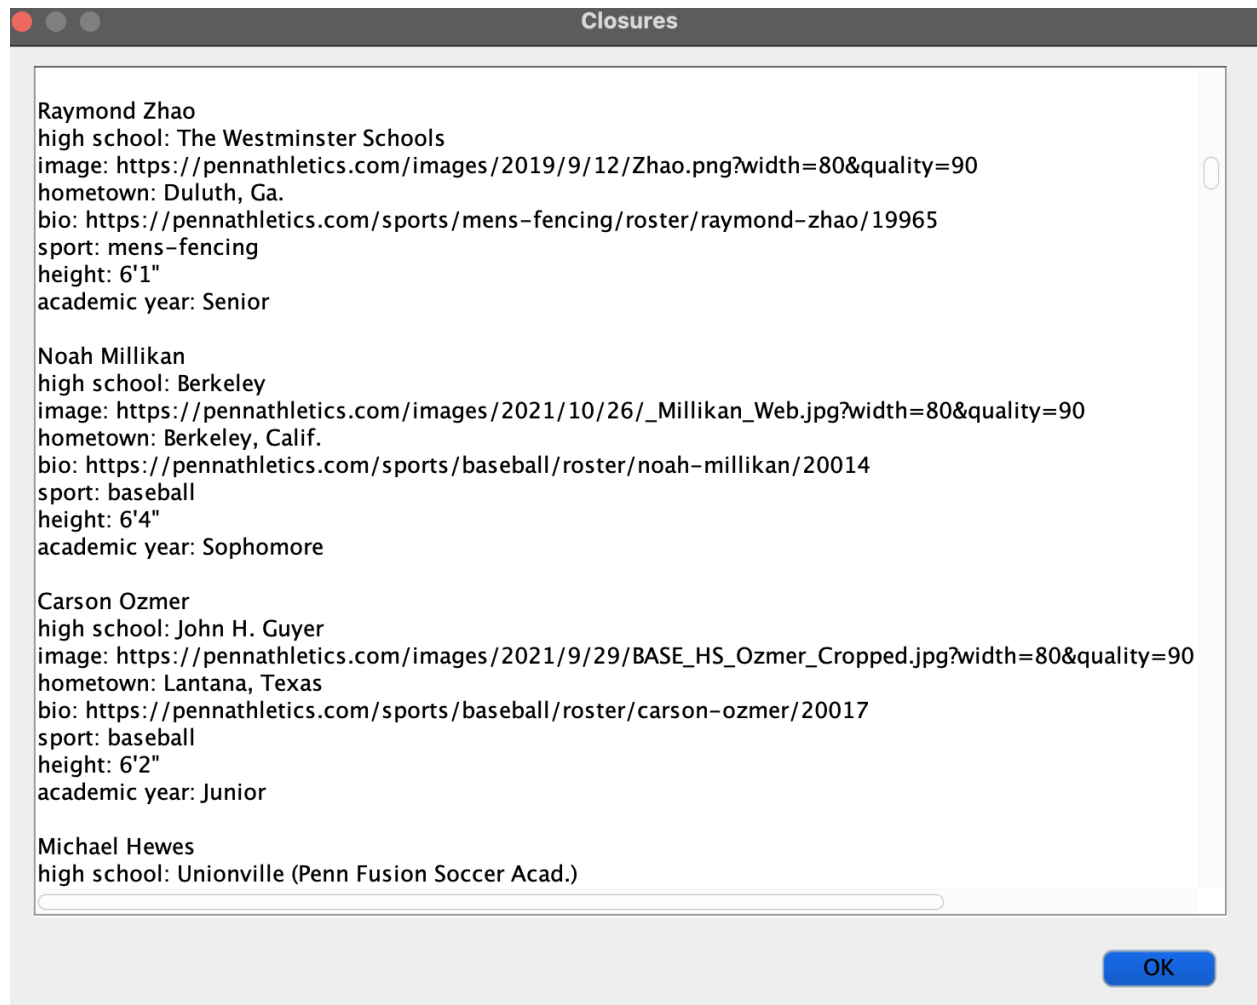 Closures
Raymond Zhao
high school: The Westminster Schools
image: https://pennathletics.com/images/2019/9/12/Zhao.png?width=80&quality=90
hometown: Duluth, Ga.
bio: https://pennathletics.com/sports/mens-fencing/roster/raymond-zhao/19965
sport: mens-fencing
height: 6'1"
academic year: Senior
Noah Millikan
high school: Berkeley
image: https://pennathletics.com/images/2021/10/26/_Millikan_Web.jpg?width=80&quality=90
hometown: Berkeley, Calif.
bio: https://pennathletics.com/sports/baseball/roster/noah-millikan/20014
sport: baseball
height: 6'4"
academic year: Sophomore
Carson Ozmer
high school: John H. Guyer
image: https://pennathletics.com/images/2021/9/29/BASE_HS_Ozmer_Cropped.jpg?width=80&quality=90
hometown: Lantana, Texas
bio: https://pennathletics.com/sports/baseball/roster/carson-ozmer/20017
sport: baseball
height: 6'2"
academic year: Junior
Michael Hewes
high school: Unionville (Penn Fusion Soccer Acad.)
OK